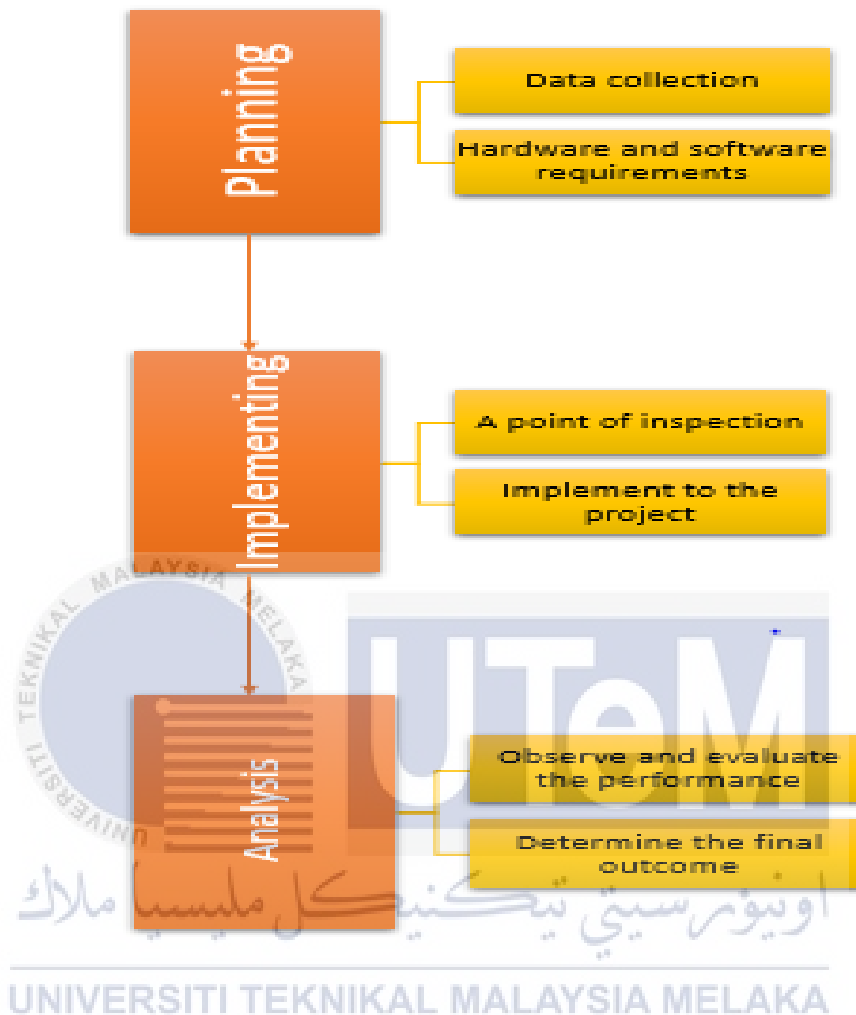 Planning
Data collection
Hardware and software
requirements
Implementing
A point of inspection
Implement to the
project
Analysis
Observe and evaluate
the performance
Determine the final
outcome
UNIVERSITI TEKNIKAL MALAYSIA MELAKA
UTeM
اونيۏرسيتي تيكنيكل مليسيا ملاك
UNIVERSITI TEKNIKAL MALAYSIA MELAKA